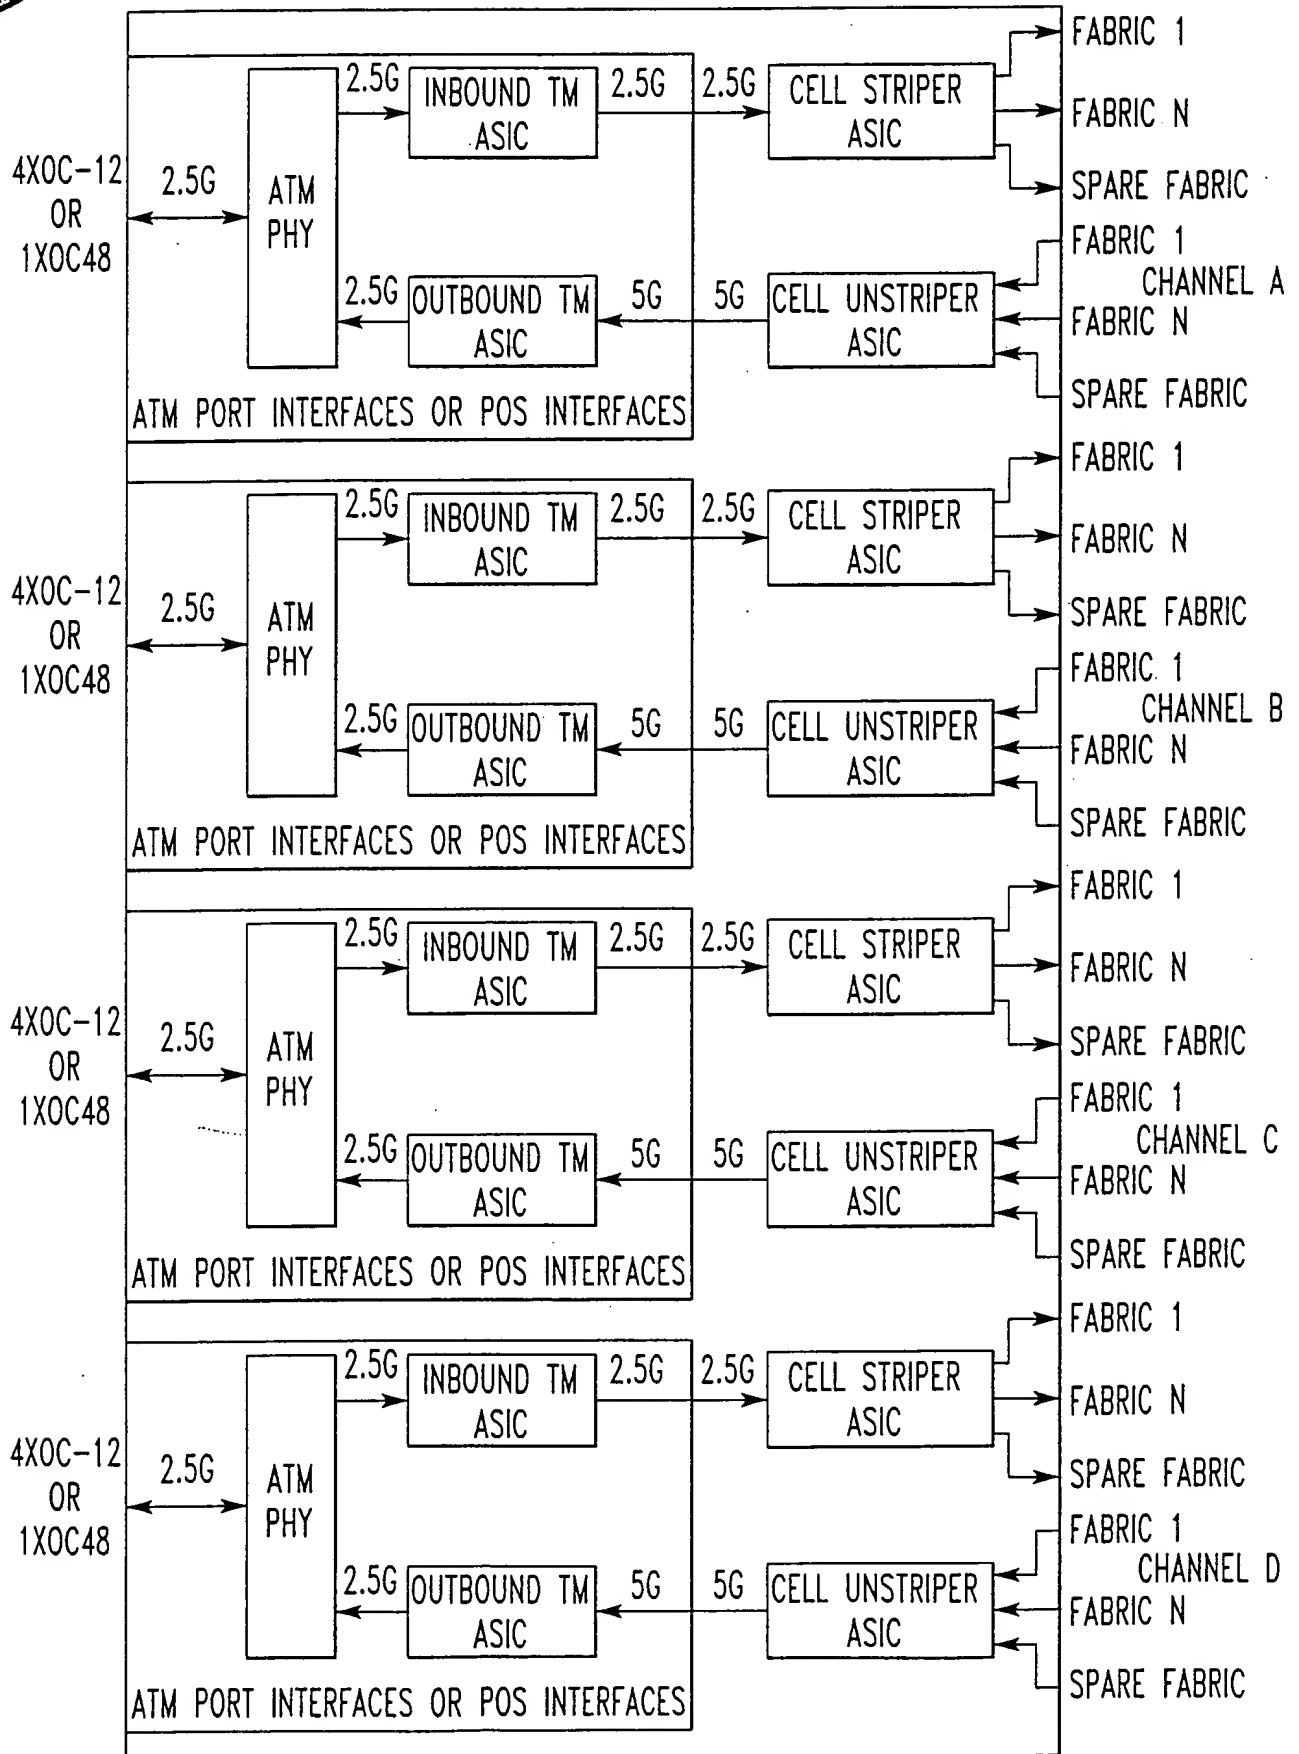 FABRIC 1
2.5G
INBOUND TM
ASIC
2.5G
2.5G
CELL STRIPER
ASIC
FABRIC N
4XOC-12
OR
1XOC48
2.5G
ATM
PHY
SPARE FABRIC
FABRIC 1
CHANNEL A
2.5G
OUTBOUND TM
ASIC
5G
5G
CELL UNSTRIPER
ASIC
FABRIC N
SPARE FABRIC
ATM PORT INTERFACES OR POS INTERFACES
FABRIC 1
2.5G
INBOUND TM
ASIC
2.5G
2.5G
CELL STRIPER
ASIC
FABRIC N
4XOC-12
OR
1XOC48
2.5G
ATM
PHY
SPARE FABRIC
FABRIC 1
CHANNEL B
2.5G
OUTBOUND TM
ASIC
5G
5G
CELL UNSTRIPER
ASIC
FABRIC N
SPARE FABRIC
ATM PORT INTERFACES OR POS INTERFACES
FABRIC 1
2.5G
INBOUND TM
ASIC
2.5G
2.5G
CELL STRIPER
ASIC
FABRIC N
4XOC-12
OR
1XOC48
2.5G
ATM
PHY
SPARE FABRIC
FABRIC 1
CHANNEL C
2.5G
OUTBOUND TM
ASIC
5G
5G
CELL UNSTRIPER
ASIC
FABRIC N
SPARE FABRIC
ATM PORT INTERFACES OR POS INTERFACES
FABRIC 1
2.5G
INBOUND TM
ASIC
2.5G
2.5G
CELL STRIPER
ASIC
FABRIC N
4XOC-12
OR
1XOC48
2.5G
ATM
PHY
SPARE FABRIC
FABRIC 1
CHANNEL D
2.5G
OUTBOUND TM
ASIC
5G
5G
CELL UNSTRIPER
ASIC
FABRIC N
SPARE FABRIC
ATM PORT INTERFACES OR POS INTERFACES